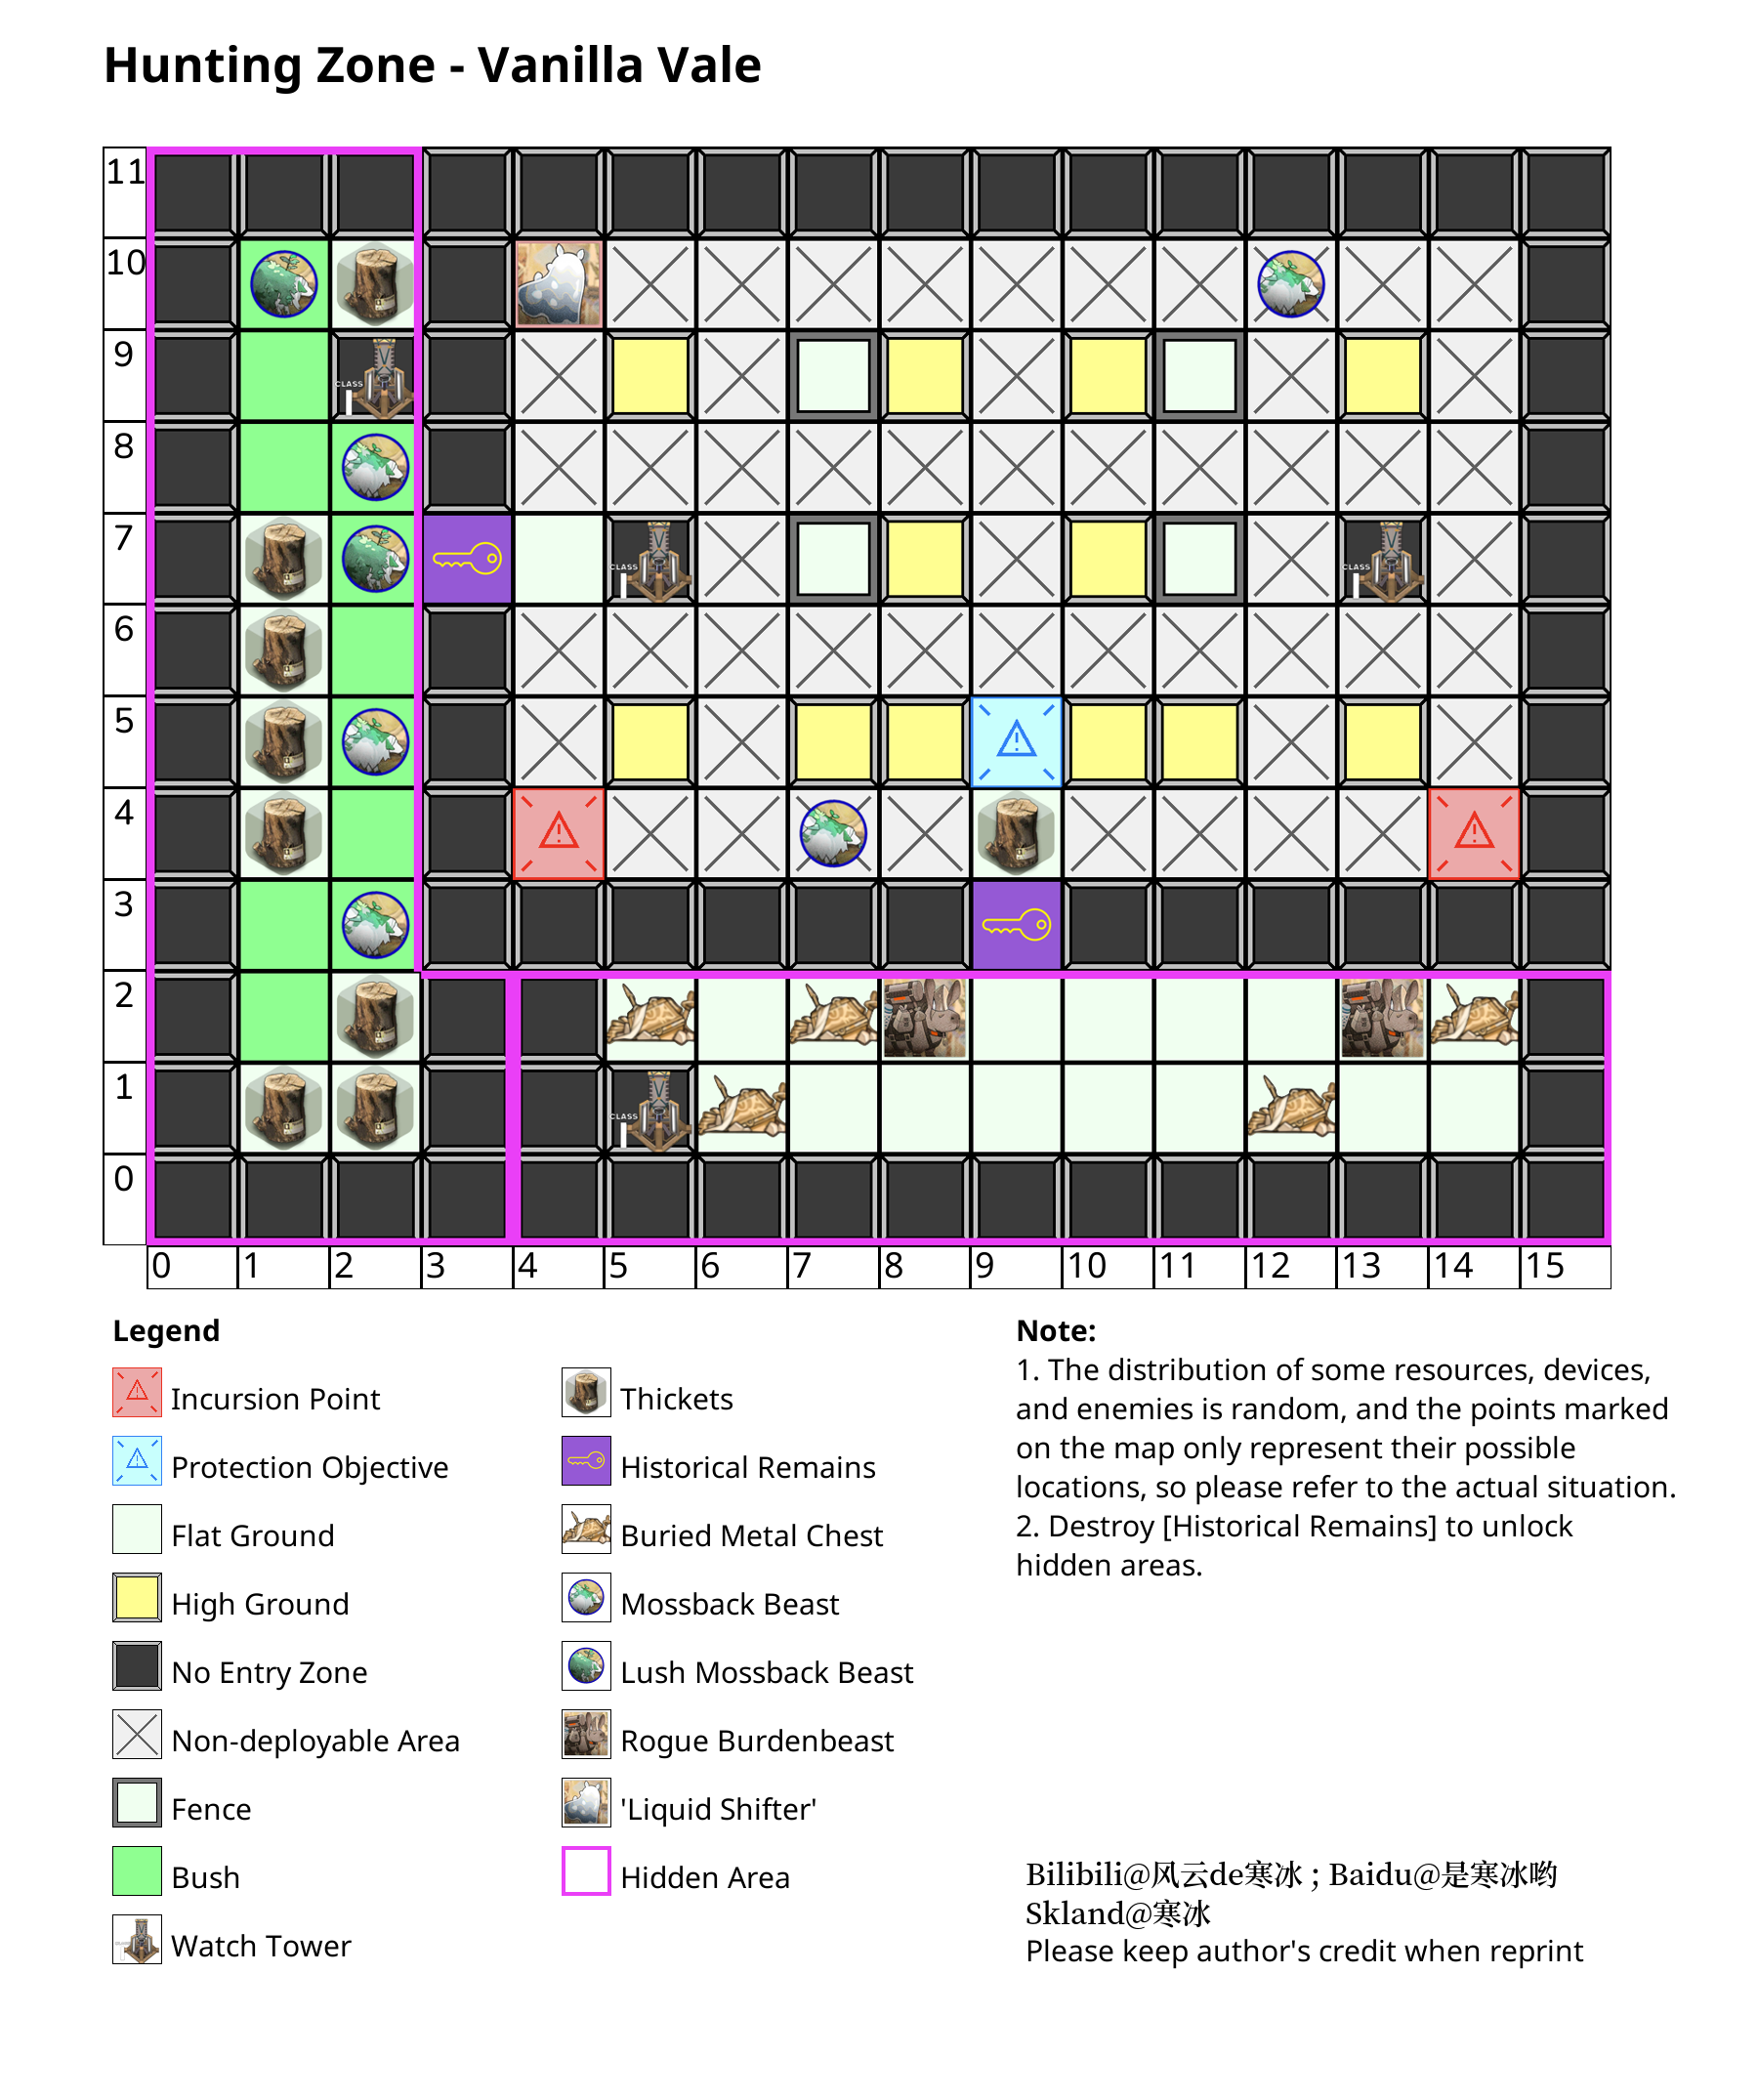 Hunting Zone - Vanilla Vale
11
10
9
CLASS
8
7
CLASS
CLASS
6
5
4
3
2
1
CLASS
0
0 1 2 3 4 5 6 7 8 9 10 11 12 13 14 15
Legend
Incursion Point
Protection Objective
Flat Ground
High Ground
No Entry Zone
Non-deployable Area
Fence
Bush
Watch Tower
Thickets
Historical Remains
Buried Metal Chest
Mossback Beast
Lush Mossback Beast
Rogue Burdenbeast
'Liquid Shifter'
Hidden Area
Note:
1. The distribution of some resources, devices,
and enemies is random, and the points marked
on the map only represent their possible
locations, so please refer to the actual situation.
2. Destroy [Historical Remains] to unlock
hidden areas.
Bilibili@风云de寒冰 ; Baidu@是寒冰哟
Skland@寒冰
Please keep author's credit when reprint